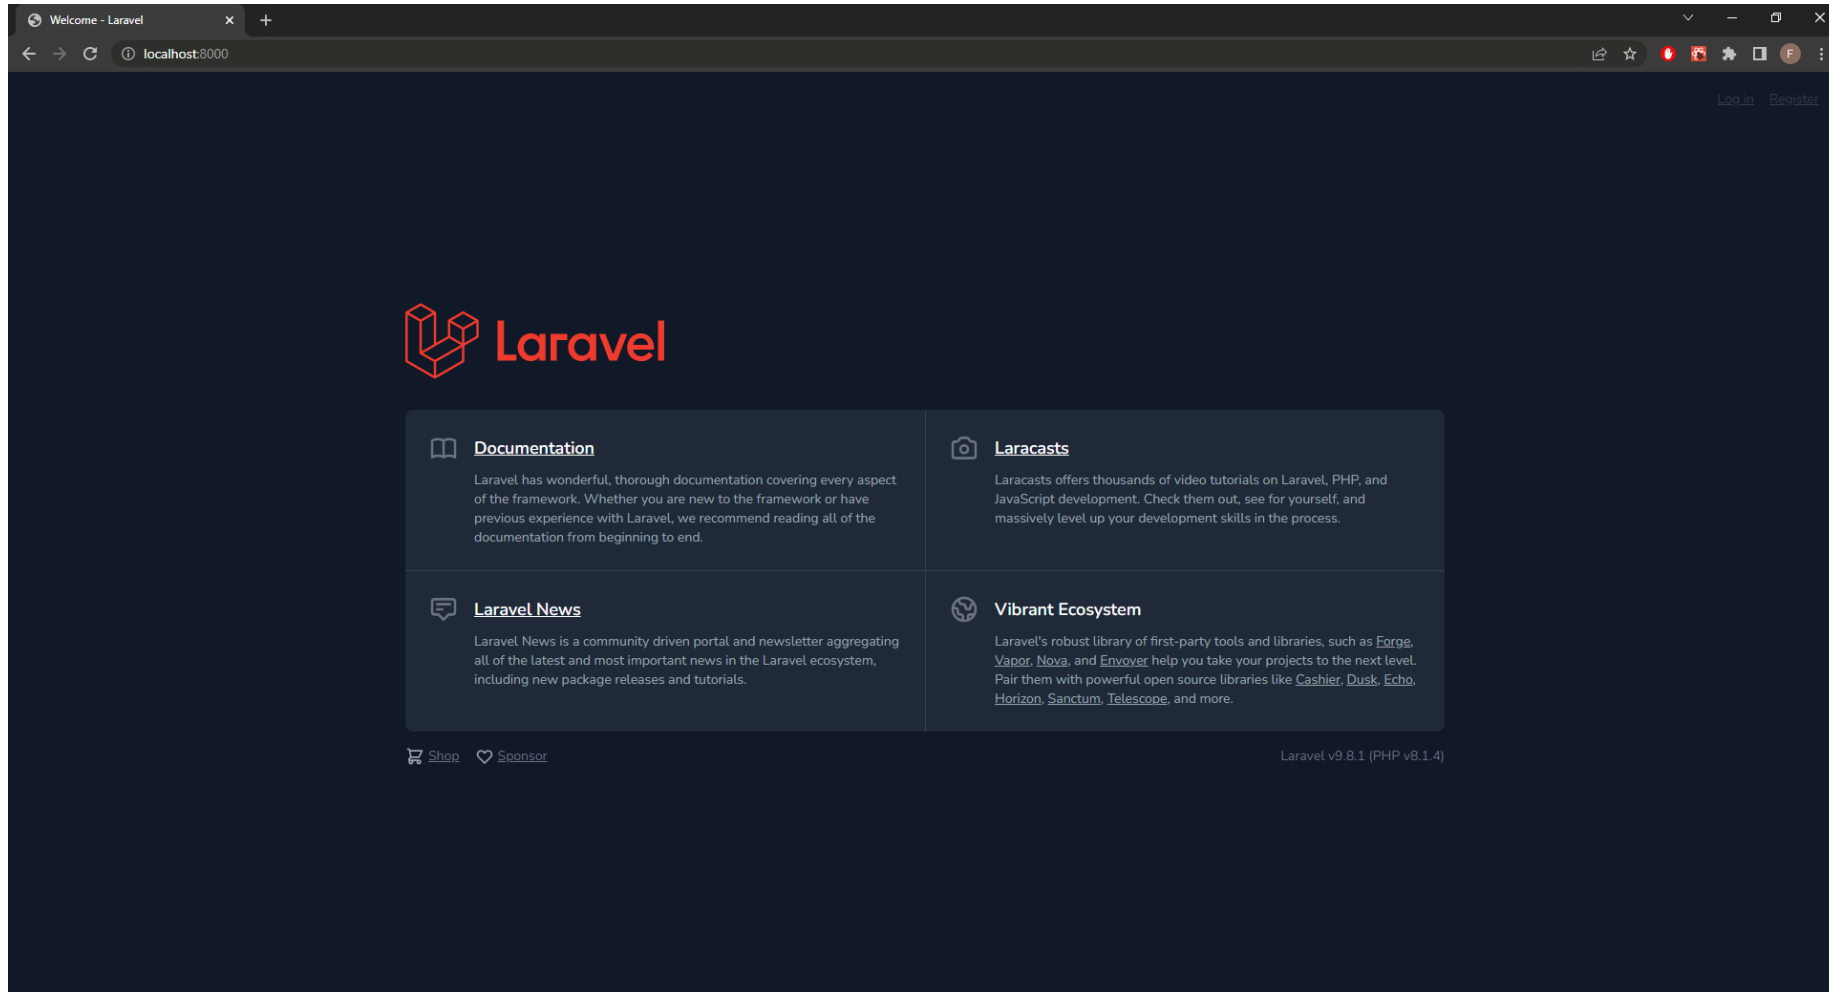 Welcome - Laravel
localhost:8000
F
Log in Register
Laravel
Documentation
Laravel has wonderful, thorough documentation covering every aspect
of the framework. Whether you are new to the framework or have
previous experience with Laravel, we recommend reading all of the
documentation from beginning to end.
Laracasts
Laracasts offers thousands of video tutorials on Laravel, PHP, and
JavaScript development. Check them out, see for yourself, and
massively level up your development skills in the process.
Laravel News
Laravel News is a community driven portal and newsletter aggregating
all of the latest and most important news in the Laravel ecosystem,
including new package releases and tutorials.
Vibrant Ecosystem
Laravel's robust library of first-party tools and libraries, such as Forge,
Vapor, Nova, and Envoyer help you take your projects to the next level.
Pair them with powerful open source libraries like Cashier, Dusk, Echo,
Horizon, Sanctum, Telescope, and more.
Shop Sponsor
Laravel v9.8.1 (PHP v8.1.4)